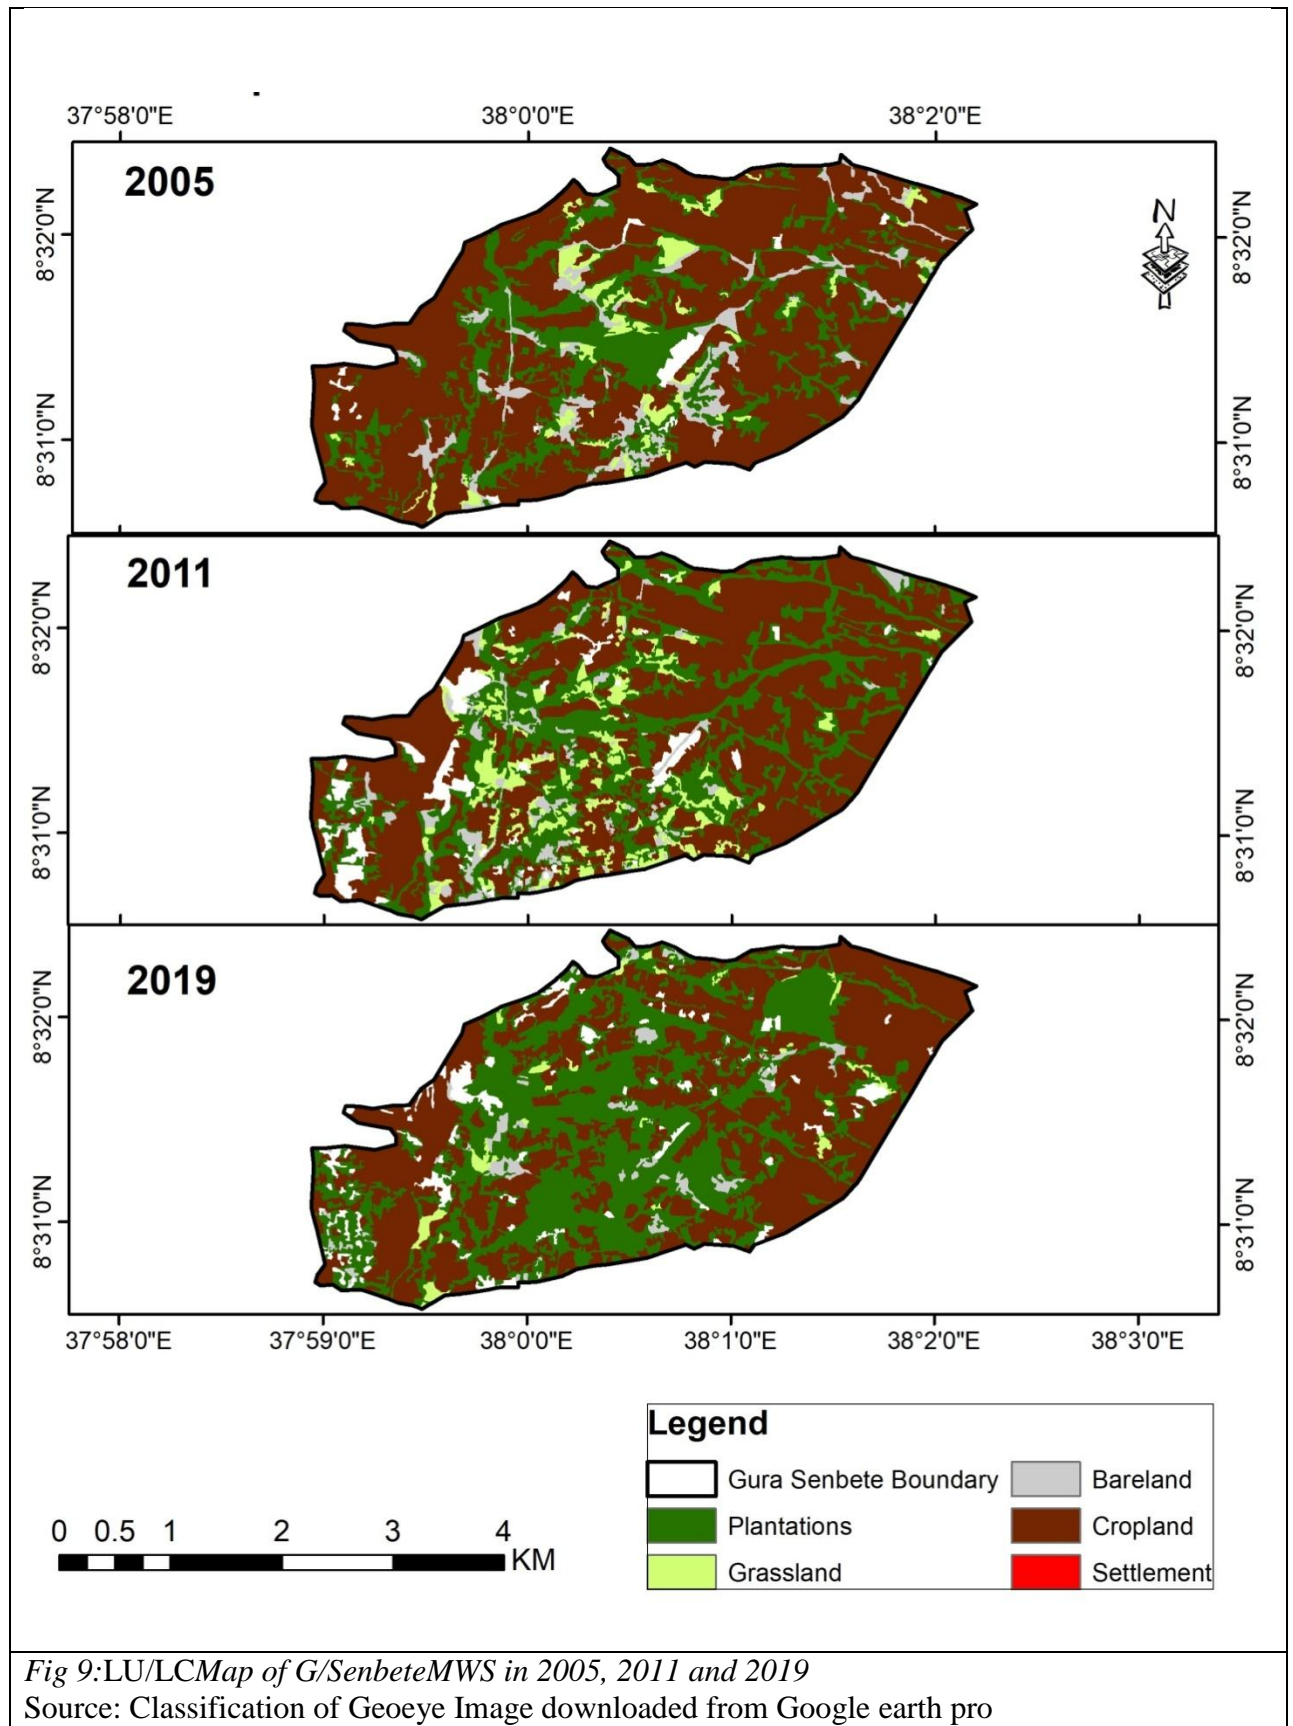 37°58'0"E 38°0'0"E 38°2'0"E
2005
N
8°32'0"N 8°32'0"N
8°31'0"N 8°31'0"N
2011
8°32'0"N 8°32'0"N
8°31'0"N 8°31'0"N
2019
8°32'0"N 8°32'0"N
8°31'0"N 8°31'0"N
37°58'0"E 37°59'0"E 38°0'0"E 38°1'0"E 38°2'0"E 38°3'0"E
Legend
Gura Senbete Boundary Bareland
Plantations Cropland
Grassland Settlement
0 0.5 1 2 3 4
KM
Fig 9:LU/LCMap of G/SenbeteMWS in 2005, 2011 and 2019
Source: Classification of Geoeye Image downloaded from Google earth pro